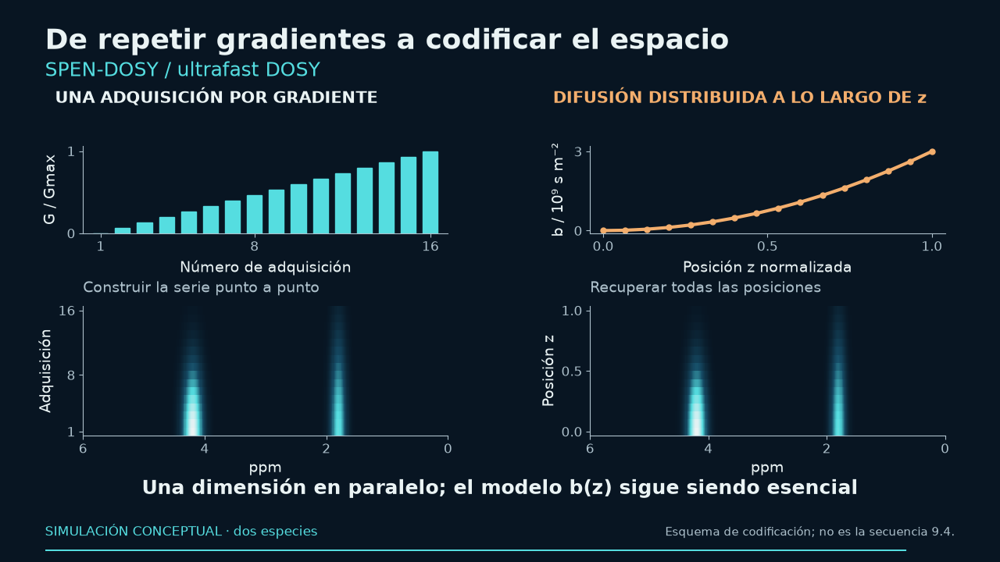 De repetir gradientes a codificar el espacio
SPEN-DOSY / ultrafast DOSY
UNA ADQUISICIÓN POR GRADIENTE
G / Gmax
1
0
1
8
16
Número de adquisición
Construir la serie punto a punto
Adquisición
16
8
1
6
4
2
0
ppm
DIFUSIÓN DISTRIBUIDA A LO LARGO DE z
b / 10⁹ s m⁻²
3
0
0.0
0.5
1.0
Posición z normalizada
Recuperar todas las posiciones
Posición z
1.0
0.5
0.0
6
4
2
0
ppm
Una dimensión en paralelo; el modelo b(z) sigue siendo esencial
SIMULACIÓN CONCEPTUAL · dos especies
Esquema de codificación; no es la secuencia 9.4.